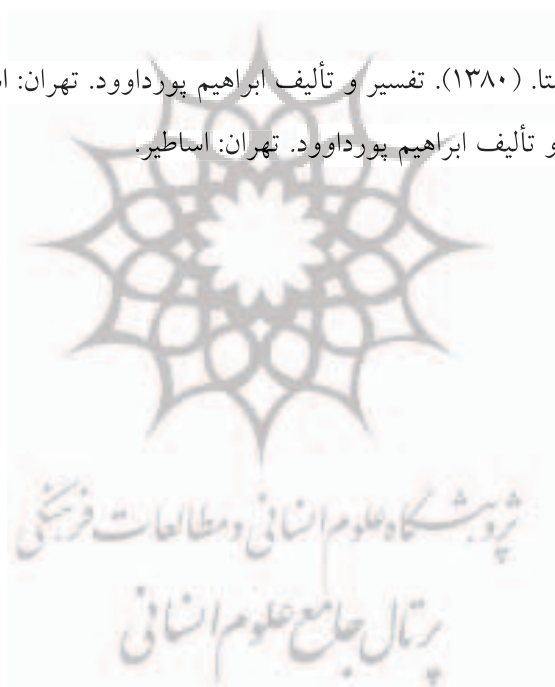 تا. (۱۳۸۰). تفسیر و تألیف ابراهیم پورداوود. تهران:
و تألیف ابراهیم پورداوود. تهران: اساطیر.
پژوهشگاه علوم انسانی و مطالعات فرهنگی
پرتال جامع علوم انسانی